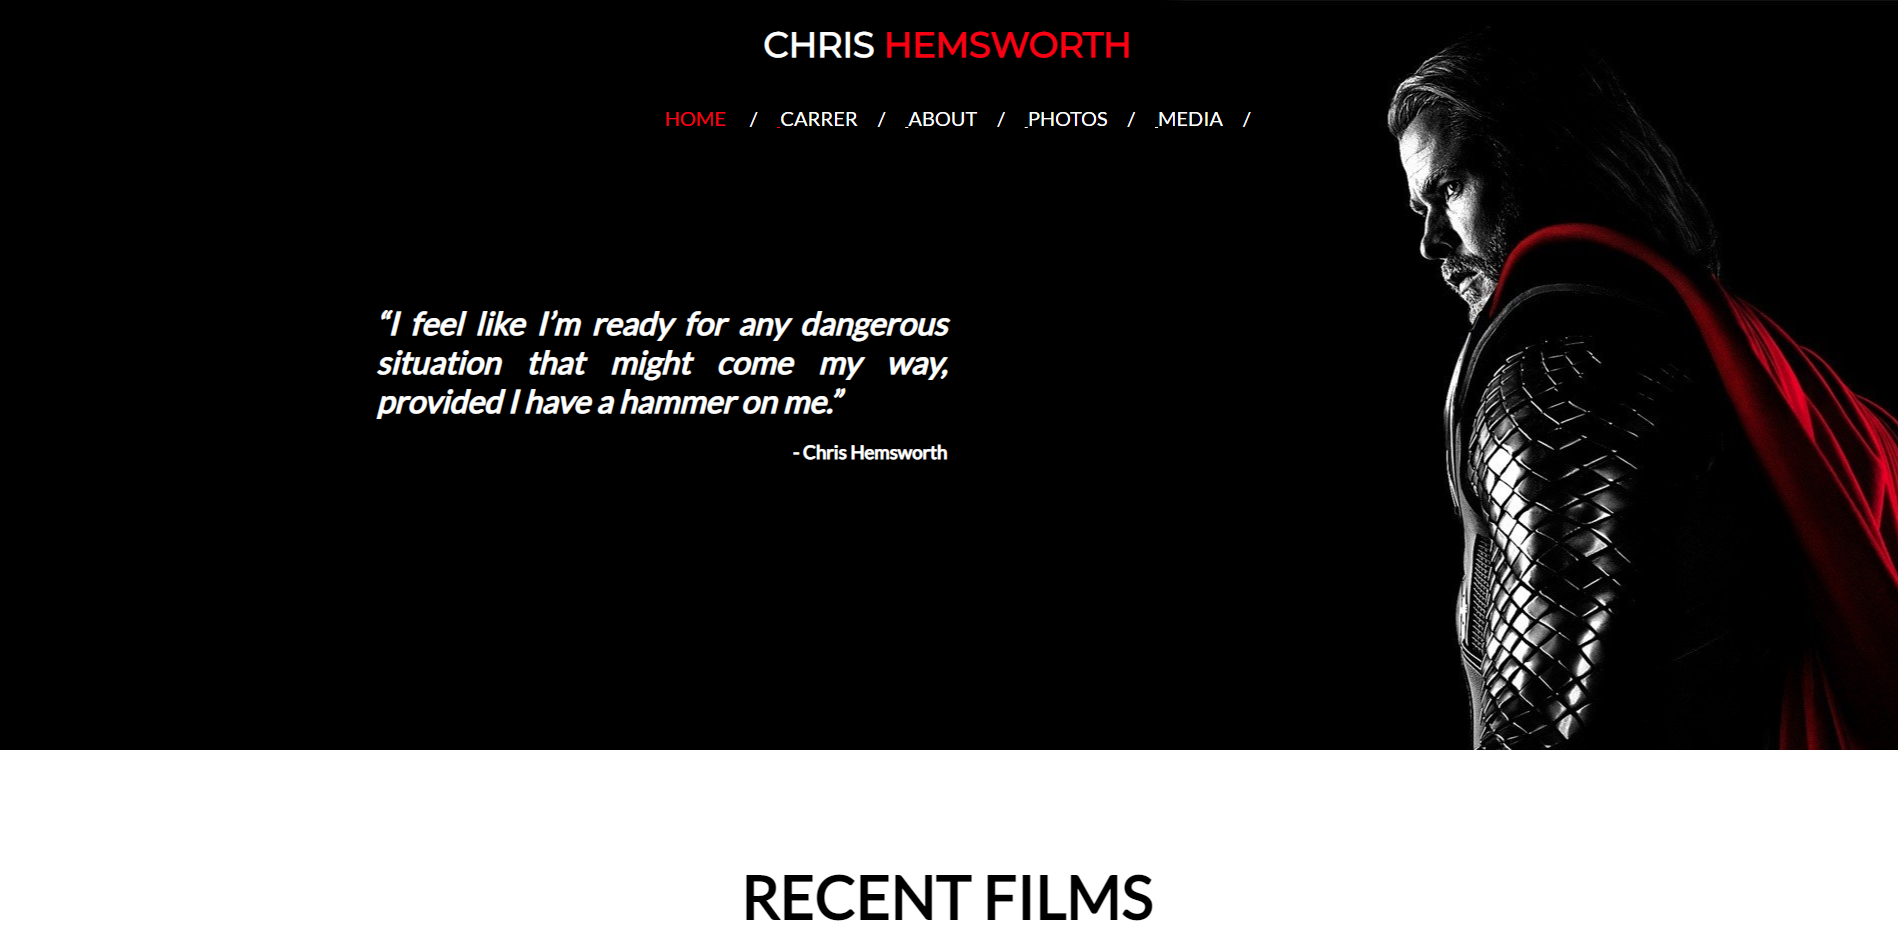 CHRIS HEMSWORTH
HOME / CARRER / ABOUT / PHOTOS / MEDIA /
“I feel like I’m ready for any dangerous
situation that might come my way,
provided I have a hammer on me.”
- Chris Hemsworth
RECENT FILMS